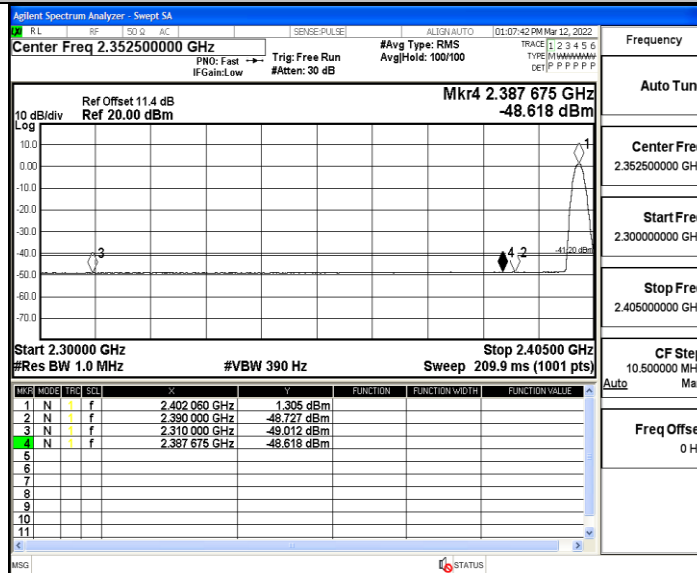 Agilent Spectrum Analyzer - Swept SA
RL RF 50 Ω AC SENSE:PULSE ALIGN AUTO 01:07:42 PM Mar 12, 2022
Center Freq 2.352500000 GHz
PNO: Fast Trig: Free Run
IFGain:Low #Atten: 30 dB
#Avg Type: RMS
Avg|Hold: 100/100
TRACE 1 2 3 4 5 6
TYPE M W W W W W
DET P P P P P P
Ref Offset 11.4 dB
10 dB/div Ref 20.00 dBm
Log
Mkr4 2.387 675 GHz
-48.618 dBm
10.0
0.00
-10.0
-20.0
-30.0
-40.0
-50.0
-60.0
-70.0
1
3
4 2
-41.20 dBm
Start 2.30000 GHz Stop 2.40500 GHz
#Res BW 1.0 MHz #VBW 390 Hz Sweep 209.9 ms (1001 pts)
MKR MODE TRC SCL X Y FUNCTION FUNCTION WIDTH FUNCTION VALUE
1 N 1 f 2.402 060 GHz 1.305 dBm
2 N 1 f 2.390 000 GHz -48.727 dBm
3 N 1 f 2.310 000 GHz -49.012 dBm
4 N 1 f 2.387 675 GHz -48.618 dBm
5
6
7
8
9
10
11
MSG STATUS
Frequency
Auto Tun
Center Fre
2.352500000 GH
Start Fre
2.300000000 GH
Stop Fre
2.405000000 GH
CF Ste
10.500000 MH
Auto Ma
Freq Offse
0 H